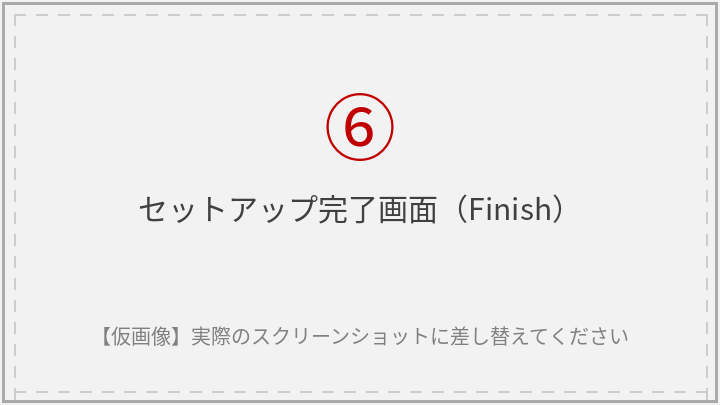 ⑥
セットアップ完了画面（Finish）
【仮画像】実際のスクリーンショットに差し替えてください